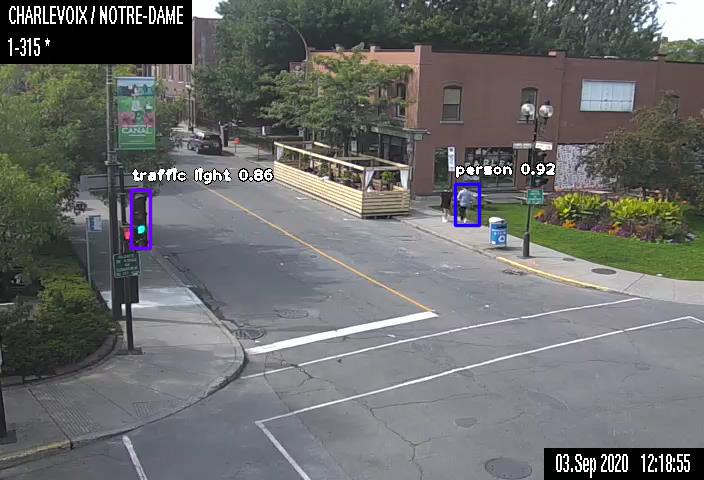 CHARLEVOIX / NOTRE-DAME
1-315 *
CANAL
traffic light 0.86
person 0.92
03.Sep 2020 12:18:55